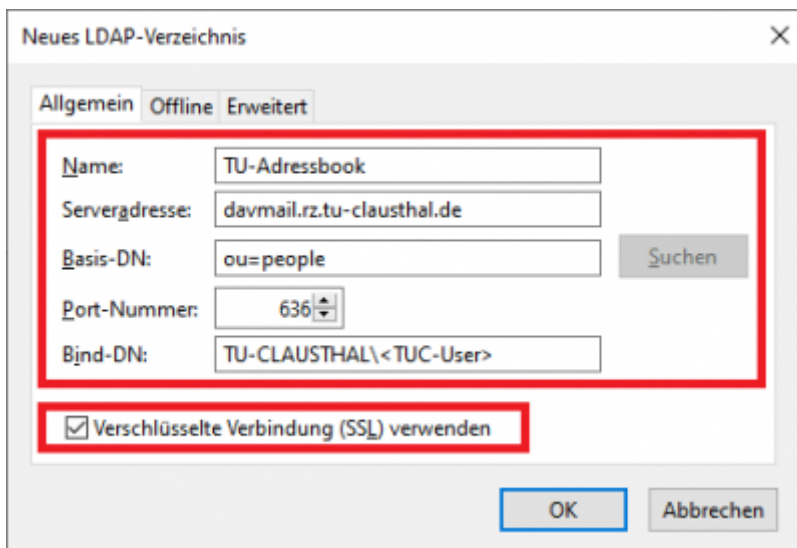 Neues LDAP-Verzeichnis
Allgemein Offline Erweitert
Name: TU-Adressbook
Serveradresse: davmail.rz.tu-clausthal.de
Basis-DN: ou=people Suchen
Port-Nummer: 636
Bind-DN: TU-CLAUSTHAL\<TUC-User>
Verschlüsselte Verbindung (SSL) verwenden
OK Abbrechen